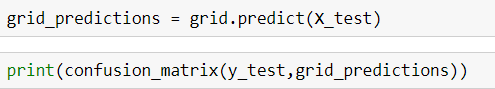 grid_predictions = grid.predict(X_test)
print(confusion_matrix(y_test,grid_predictions))